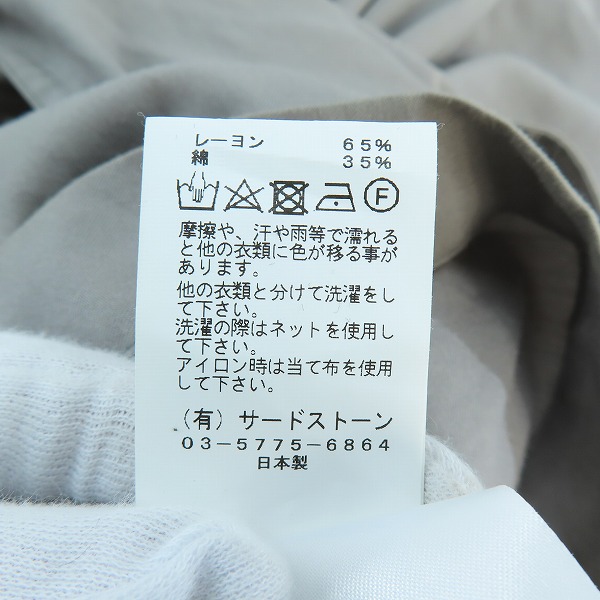 レーヨン 65%
綿 35%
F
摩擦や、汗や雨等で濡れる
と他の衣類に色が移る事が
あります。
他の衣類と分けて洗濯をし
て下さい。
洗濯の際はネットを使用し
て下さい。
アイロン時は当て布を使用
して下さい。
（有）サードストーン
03-5775-6864
日本製